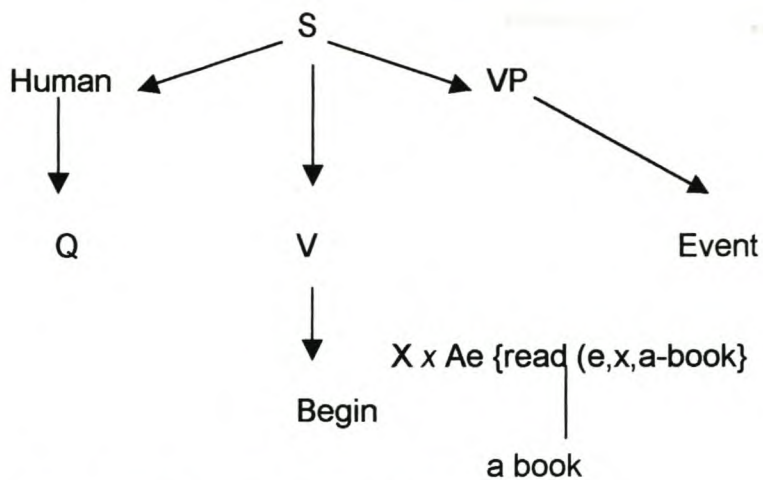 S
Human VP
Q V Event
X x Ae {read (e,x,a-book}
Begin
a book